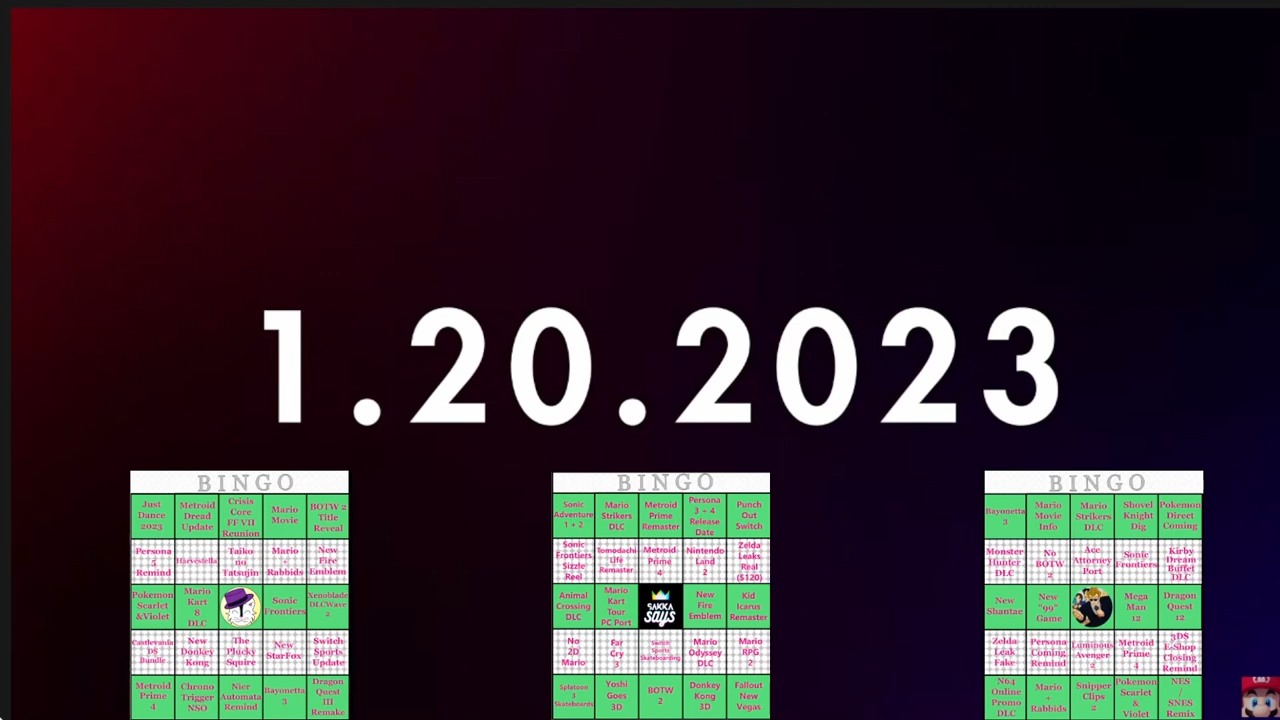 1.20.2023
BINGO
Just Dance 2023
Metroid Dread Update
Crisis Core FF VII Reunion
Mario Movie
BOTW 2 Title Reveal
Persona 5 Remind
Harvestella
Taiko no Tatsujin
Mario + Rabbids
New Fire Emblem
Pokemon Scarlet &Violet
Mario Kart 8 DLC
Sonic Frontiers
Xenoblade DLCWave 2
Castlevania DS Bundle
New Donkey Kong
The Plucky Squire
New StarFox
Switch Sports Update
Metroid Prime 4
Chrono Trigger NSO
Nier Automata Remind
Bayonetta 3
Dragon Quest III Remake
BINGO
Sonic Adventure 1 + 2
Mario Strikers DLC
Metroid Prime Remaster
Persona 3 + 4 Release Date
Punch Out Switch
Sonic Frontiers Sizzle Reel
Tomodachi Life Remaster
Metroid Prime 4
Nintendo Land 2
Zelda Leaks Real ($120)
Animal Crossing DLC
Mario Kart Tour PC Port
SAKKA says
New Fire Emblem
Kid Icarus Remaster
No 2D Mario
Far Cry 3
Switch Sports Skateboarding
Mario Odyssey DLC
Mario RPG 2
Splatoon 3 Skateboards
Yoshi Goes 3D
BOTW 2
Donkey Kong 3D
Fallout New Vegas
BINGO
Bayonetta 3
Mario Movie Info
Mario Strikers DLC
Shovel Knight Dig
Pokemon Direct Coming
Monster Hunter DLC
No BOTW 2
Ace Attorney Port
Sonic Frontiers
Kirby Dream Buffet DLC
New Shantae
New "99" Game
Mega Man 12
Dragon Quest 12
Zelda Leak Fake
Persona Coming Remind
Luminous Avenger 2
Metroid Prime 4
3DS E-Shop Closing Remind
N64 Online Promo DLC
Mario + Rabbids
Snipper Clips 2
Pokemon Scarlet & Violet
NES / SNES Remix